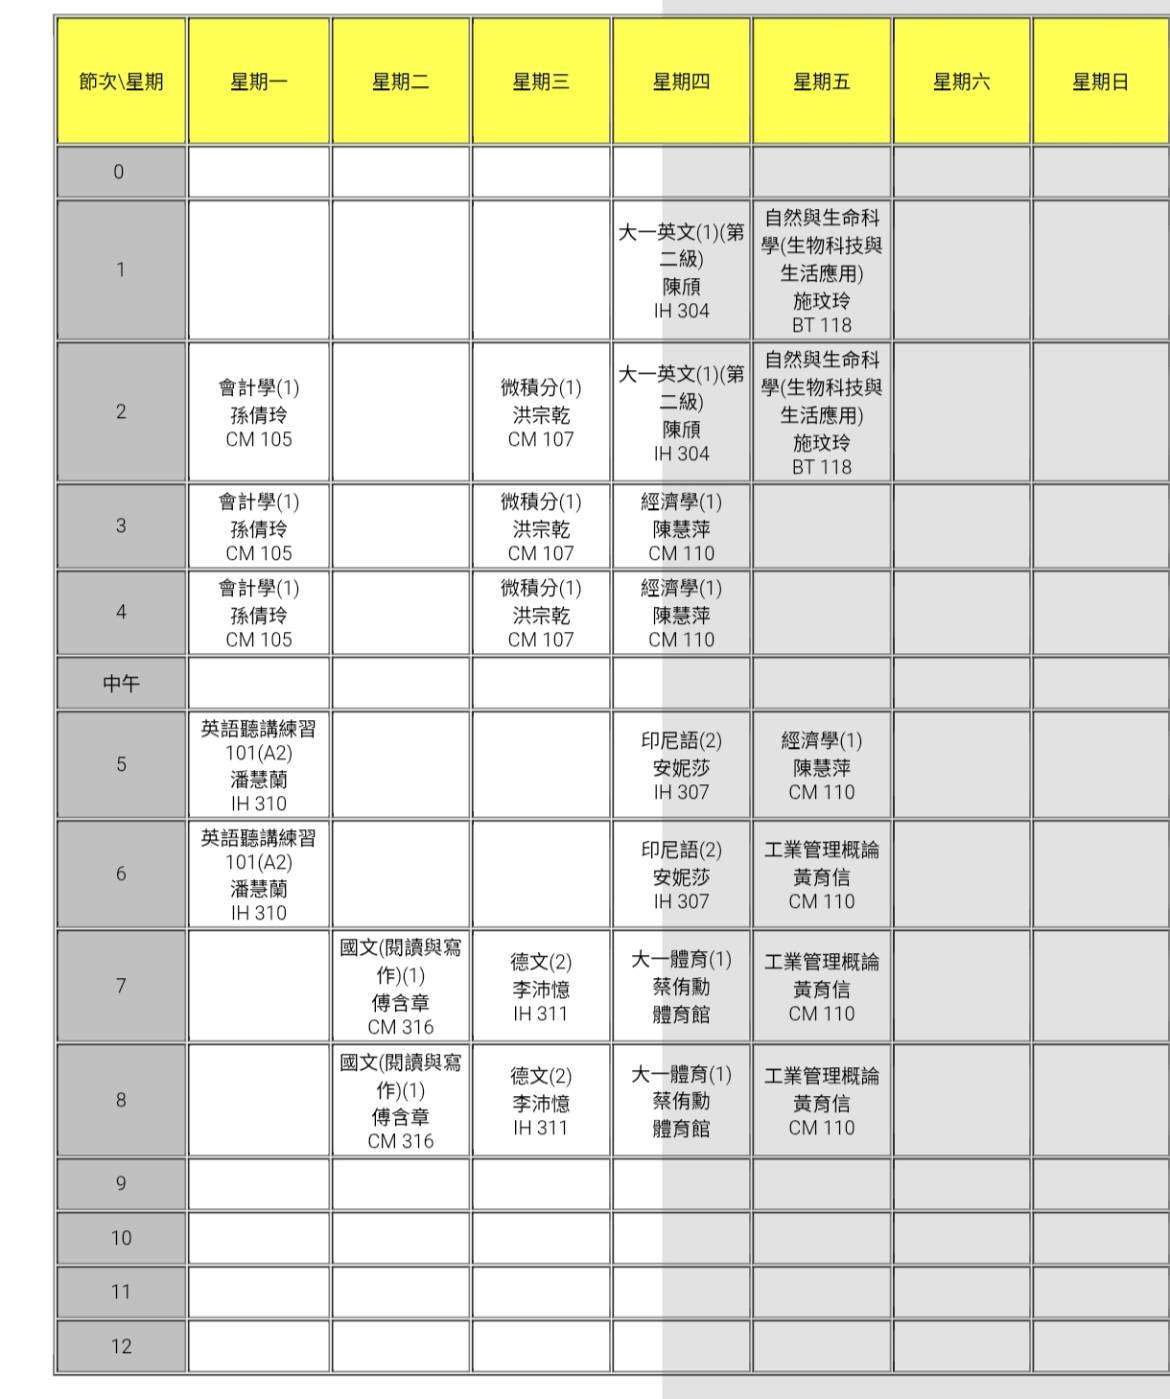 節次\星期 星期一 星期二 星期三 星期四 星期五 星期六 星期日
0
1
大一英文(1)(第
二級)
陳頎
IH 304
自然與生命科
學(生物科技與
生活應用)
施玟玲
BT 118
2
會計學(1)
孫倩玲
CM 105
微積分(1)
洪宗乾
CM 107
大一英文(1)(第
二級)
陳頎
IH 304
自然與生命科
學(生物科技與
生活應用)
施玟玲
BT 118
3
會計學(1)
孫倩玲
CM 105
微積分(1)
洪宗乾
CM 107
經濟學(1)
陳慧萍
CM 110
4
會計學(1)
孫倩玲
CM 105
微積分(1)
洪宗乾
CM 107
經濟學(1)
陳慧萍
CM 110
中午
5
英語聽講練習
101(A2)
潘慧蘭
IH 310
印尼語(2)
安妮莎
IH 307
經濟學(1)
陳慧萍
CM 110
6
英語聽講練習
101(A2)
潘慧蘭
IH 310
印尼語(2)
安妮莎
IH 307
工業管理概論
黃育信
CM 110
7
國文(閱讀與寫
作)(1)
傅含章
CM 316
德文(2)
李沛憶
IH 311
大一體育(1)
蔡侑勳
體育館
工業管理概論
黃育信
CM 110
8
國文(閱讀與寫
作)(1)
傅含章
CM 316
德文(2)
李沛憶
IH 311
大一體育(1)
蔡侑勳
體育館
工業管理概論
黃育信
CM 110
9
10
11
12